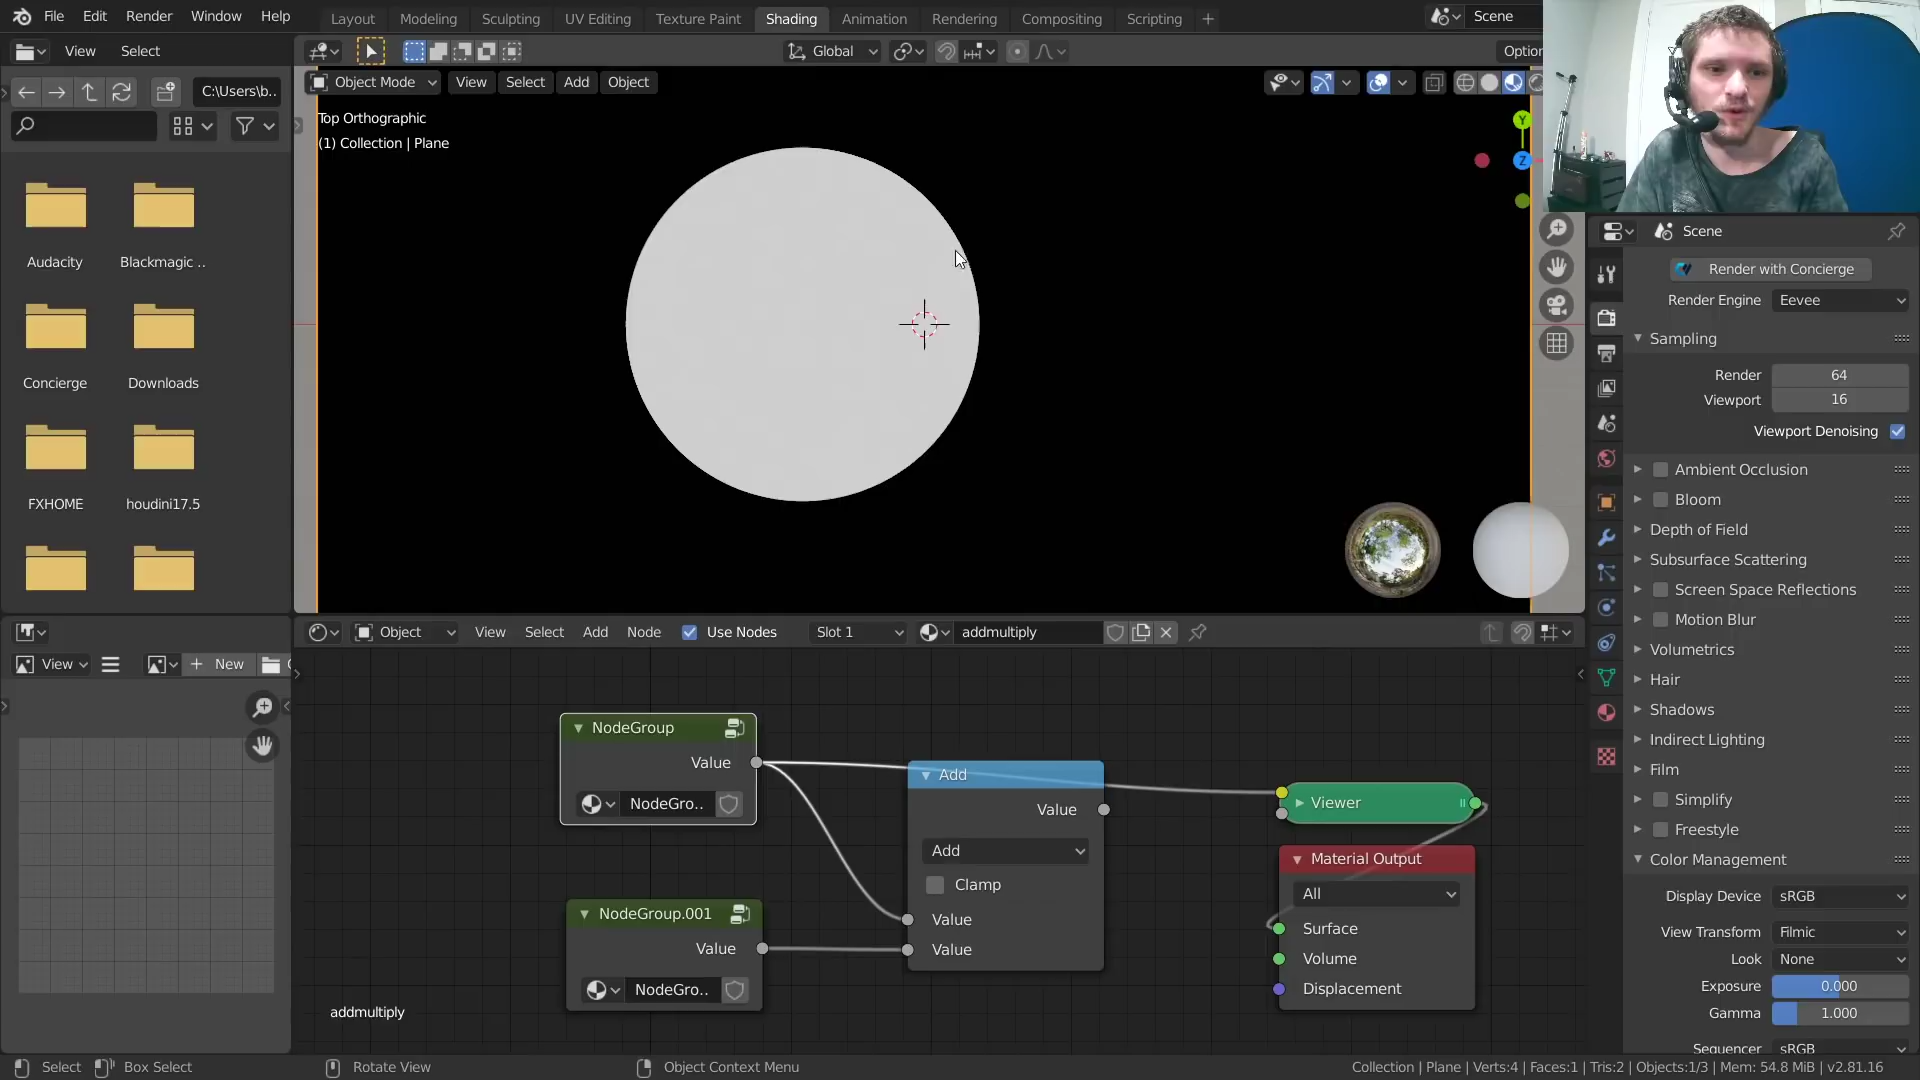 File Edit Render Window Help
Layout Modeling Sculpting UV Editing Texture Paint Shading Animation Rendering Compositing Scripting +
Scene
View Select
Global
C:\Users\b..
Object Mode View Select Add Object
Top Orthographic
(1) Collection | Plane
Y
Z
Audacity Blackmagic ..
Concierge Downloads
FXHOME houdini17.5
Scene
Render with Concierge
Render Engine Eevee
Sampling
Render 64
Viewport 16
Viewport Denoising
Ambient Occlusion
Bloom
Depth of Field
Subsurface Scattering
Screen Space Reflections
Motion Blur
Volumetrics
Hair
Shadows
Indirect Lighting
Film
Simplify
Freestyle
Color Management
Display Device sRGB
View Transform Filmic
Look None
Exposure 0.000
Gamma 1.000
Sequencer sRGB
Object View Select Add Node Use Nodes Slot 1 addmultiply
View + New
NodeGroup
Value
NodeGro..
NodeGroup.001
Value
NodeGro..
Add
Value
Add
Clamp
Value
Value
Viewer
Material Output
All
Surface
Volume
Displacement
addmultiply
Select Box Select Rotate View Object Context Menu
Collection | Plane | Verts:4 | Faces:1 | Tris:2 | Objects:1/3 | Mem: 54.8 MiB | v2.81.16